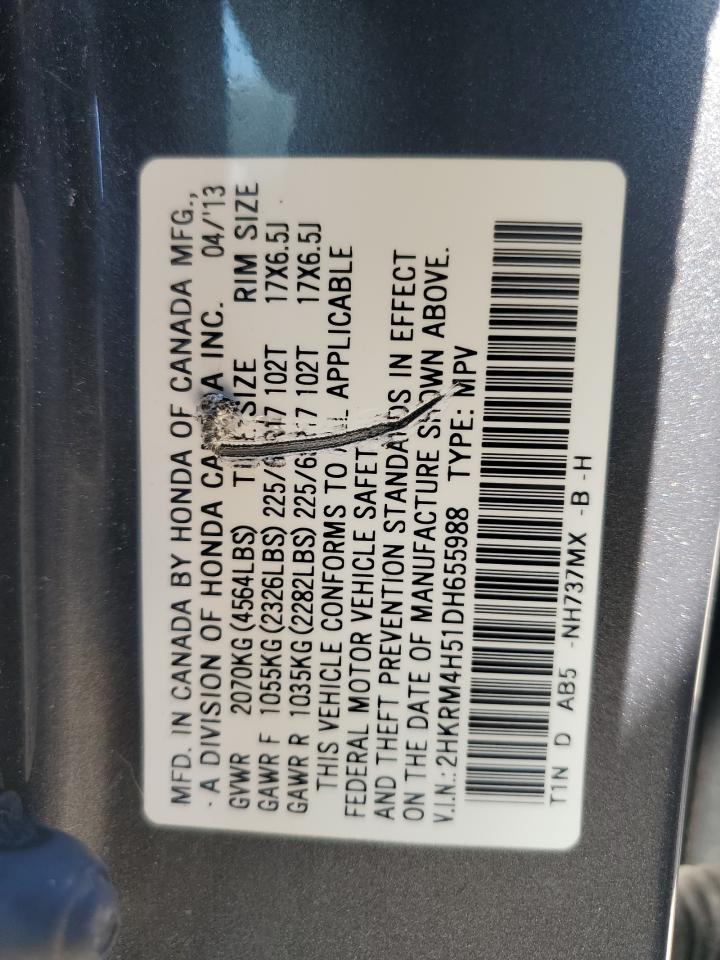 MFD. IN CANADA BY HONDA OF CANADA MFG.,
- A DIVISION OF HONDA CA A INC. 04/'13
GVWR 2070KG (4564LBS) SIZE RIM SIZE
GAWR F 1055KG (2326LBS) 225/6 17 102T 17X6.5J
GAWR R 1035KG (2282LBS) 225/6 17 102T 17X6.5J
THIS VEHICLE CONFORMS TO APPLICABLE
FEDERAL MOTOR VEHICLE SAFET
AND THEFT PREVENTION STANDARDS IN EFFECT
ON THE DATE OF MANUFACTURE SHOWN ABOVE.
V.I.N.: 2HKRM4H51DH655988 TYPE: MPV
T1N D AB5 -NH737MX -B -H